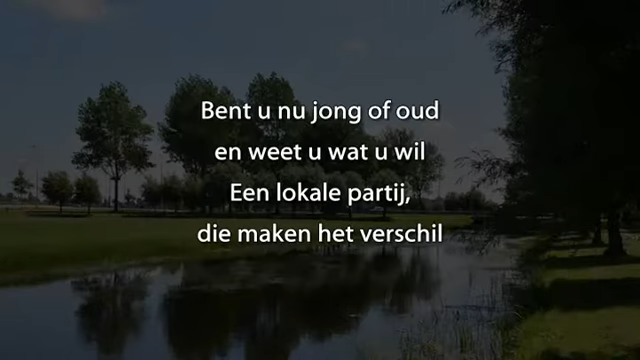 Bent u nu jong of oud
en weet u wat u wil
Een lokale partij,
die maken het verschil